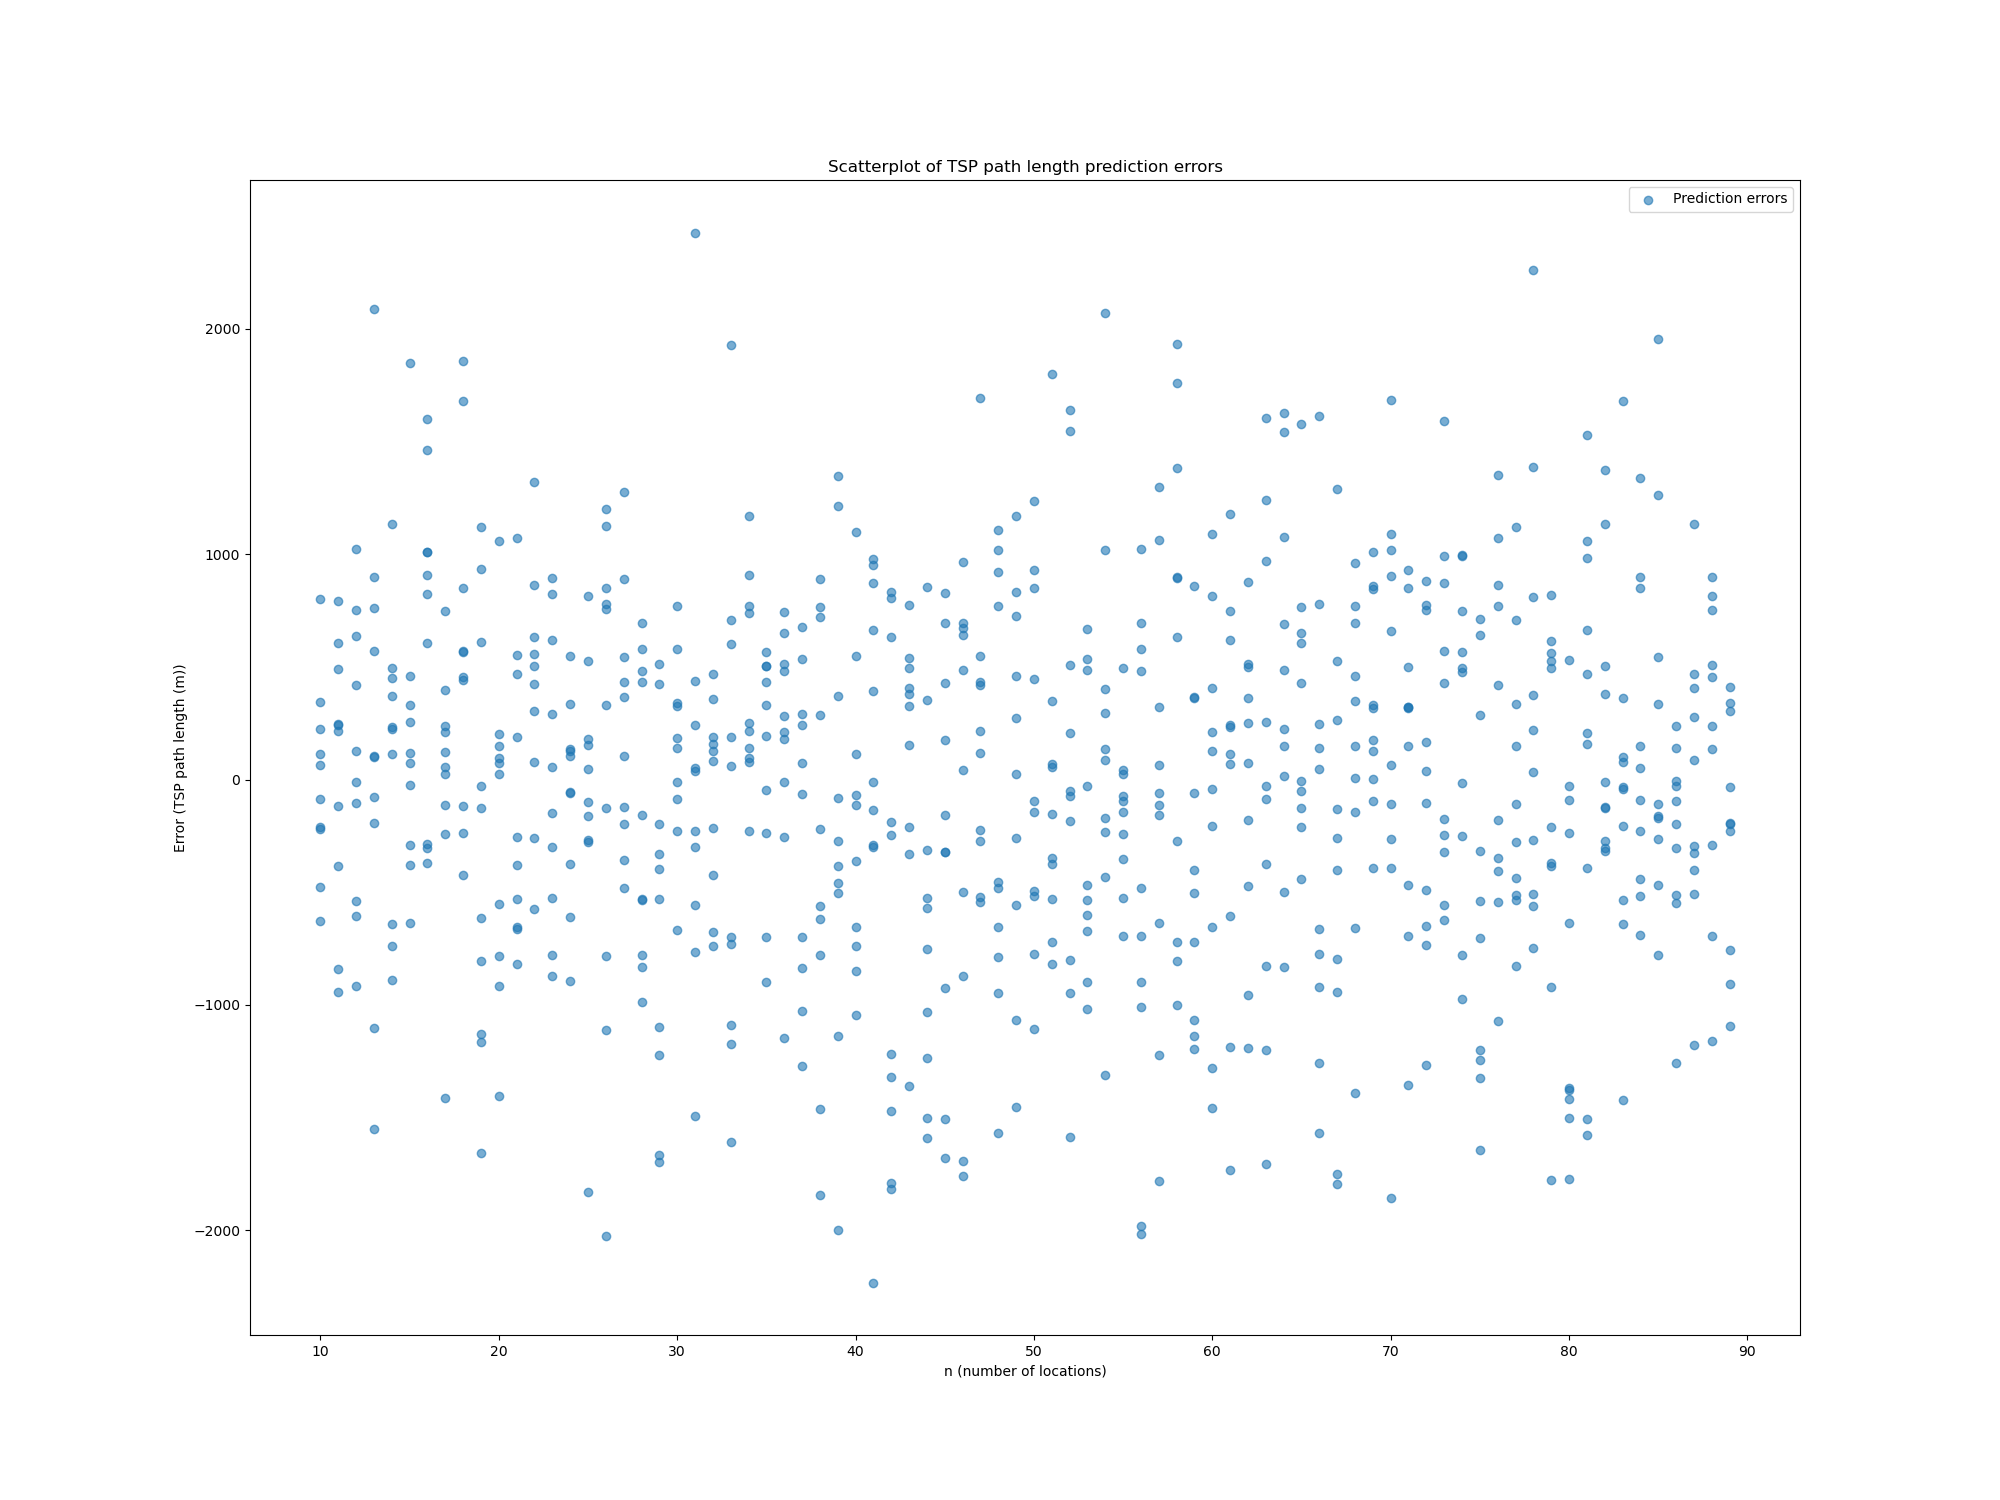 Scatterplot of TSP path length prediction errors
Prediction errors
Error (TSP path length (m))
2000
1000
0
−1000
−2000
10 20 30 40 50 60 70 80 90
n (number of locations)